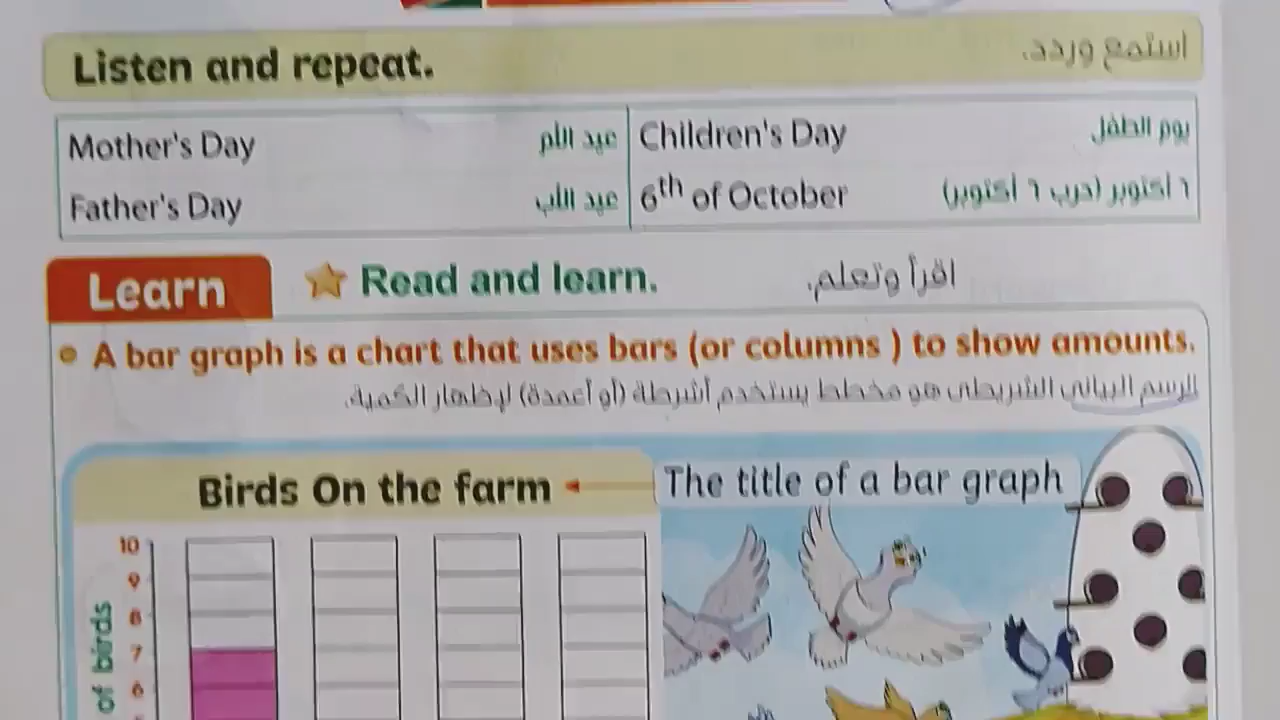 Listen and repeat.
استمع وردد.
Mother's Day عيد الأم
Children's Day يوم الطفل
Father's Day عيد الأب
6th of October ٦ أكتوبر (حرب ٦ أكتوبر)
Learn
Read and learn. اقرأ وتعلم.
A bar graph is a chart that uses bars (or columns ) to show amounts.
الرسم البياني الشريطي هو مخطط يستخدم أشرطة (أو أعمدة) لإظهار الكمية.
Birds On the farm
The title of a bar graph
10
9
8
7
6
of birds